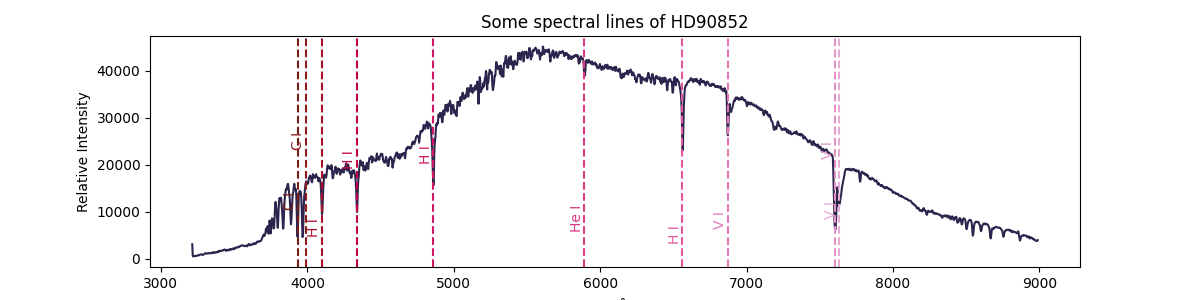 Some spectral lines of HD90852
Relative Intensity
40000
30000
20000
10000
0
3000
4000
5000
6000
7000
8000
9000
H I
H I
H I
He I
H I
V I
V I
V I